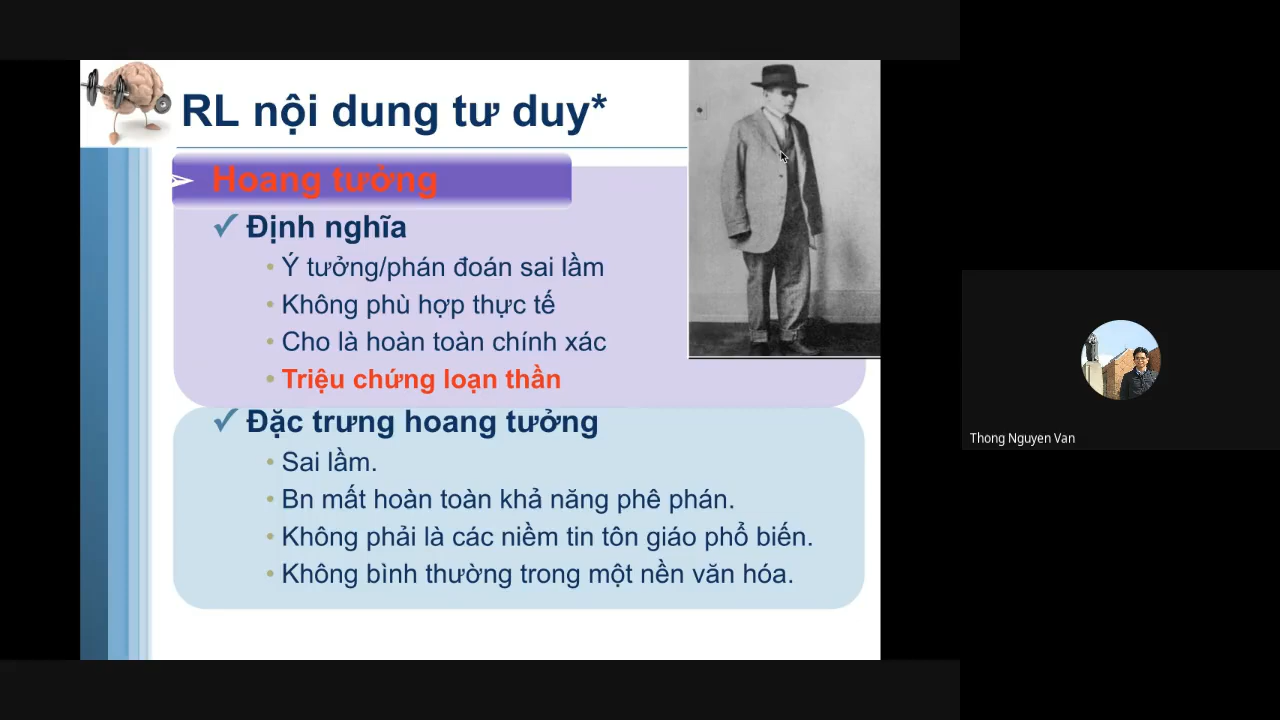 RL nội dung tư duy*
Hoang tưởng
Định nghĩa
Ý tưởng/phán đoán sai lầm
Không phù hợp thực tế
Cho là hoàn toàn chính xác
Triệu chứng loạn thần
Đặc trưng hoang tưởng
Sai lầm.
Bn mất hoàn toàn khả năng phê phán.
Không phải là các niềm tin tôn giáo phổ biến.
Không bình thường trong một nền văn hóa.
Thong Nguyen Van